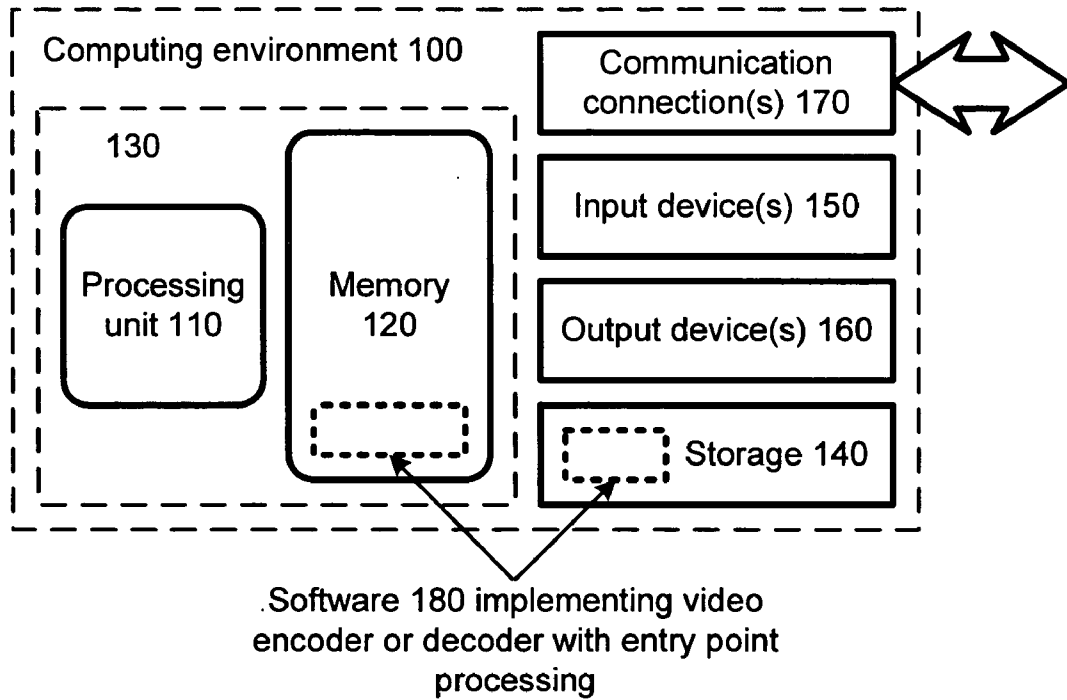 Computing environment 100
Communication
connection(s) 170
130
Input device(s) 150
Processing
unit 110
Memory
120
Output device(s) 160
Storage 140
.Software 180 implementing video
encoder or decoder with entry point
processing